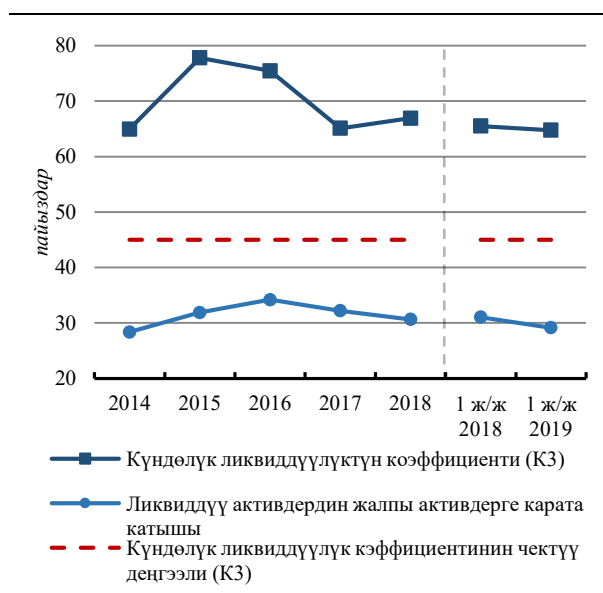 80
70
60
50
40
30
20
пайыздар
2014 2015 2016 2017 2018 1 ж/ж 1 ж/ж
2018 2019
Күндөлүк ликвиддүүлүктүн коэффициенти (К3)
Ликвиддүү активдердин жалпы активдерге карата
катышы
Күндөлүк ликвиддүүлүк кэффициентинин чектүү
деңгээли (К3)